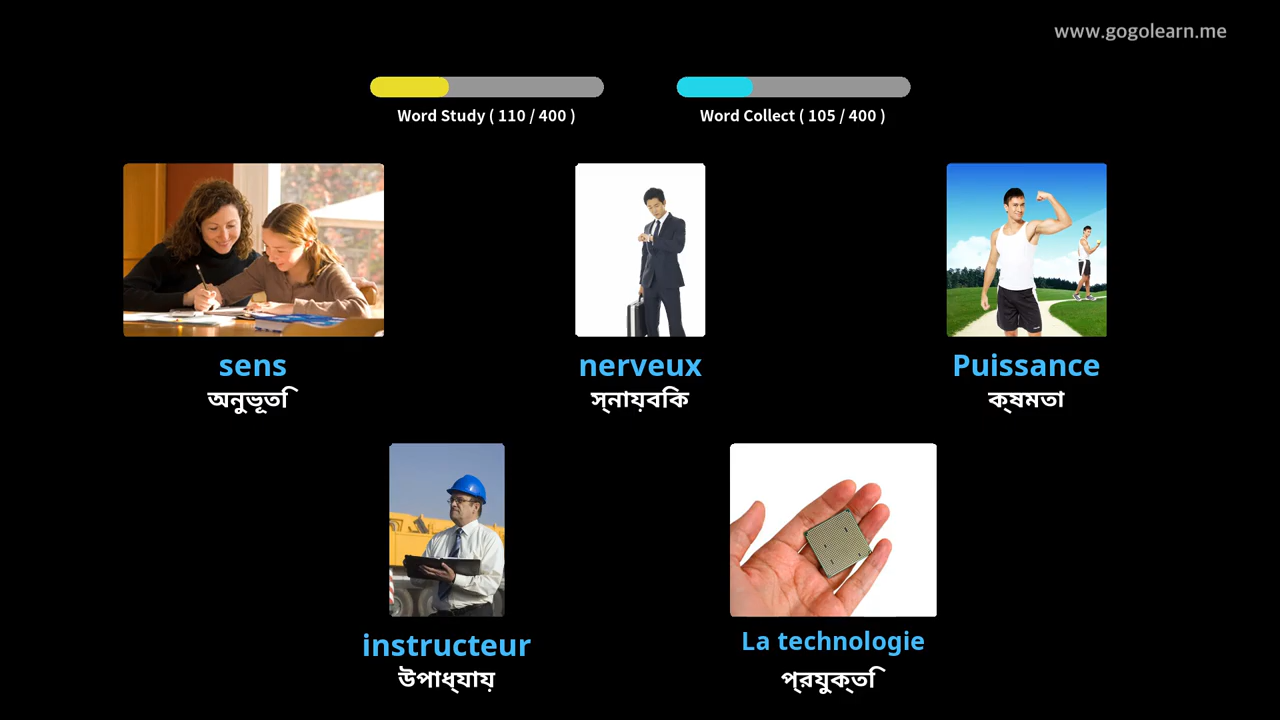 www.gogolearn.me
Word Study ( 110 / 400 )
Word Collect ( 105 / 400 )
sens
অনুভূতি
nerveux
স্নায়বিক
Puissance
ক্ষমতা
instructeur
উপাধ্যায়
La technologie
প্রযুক্তি